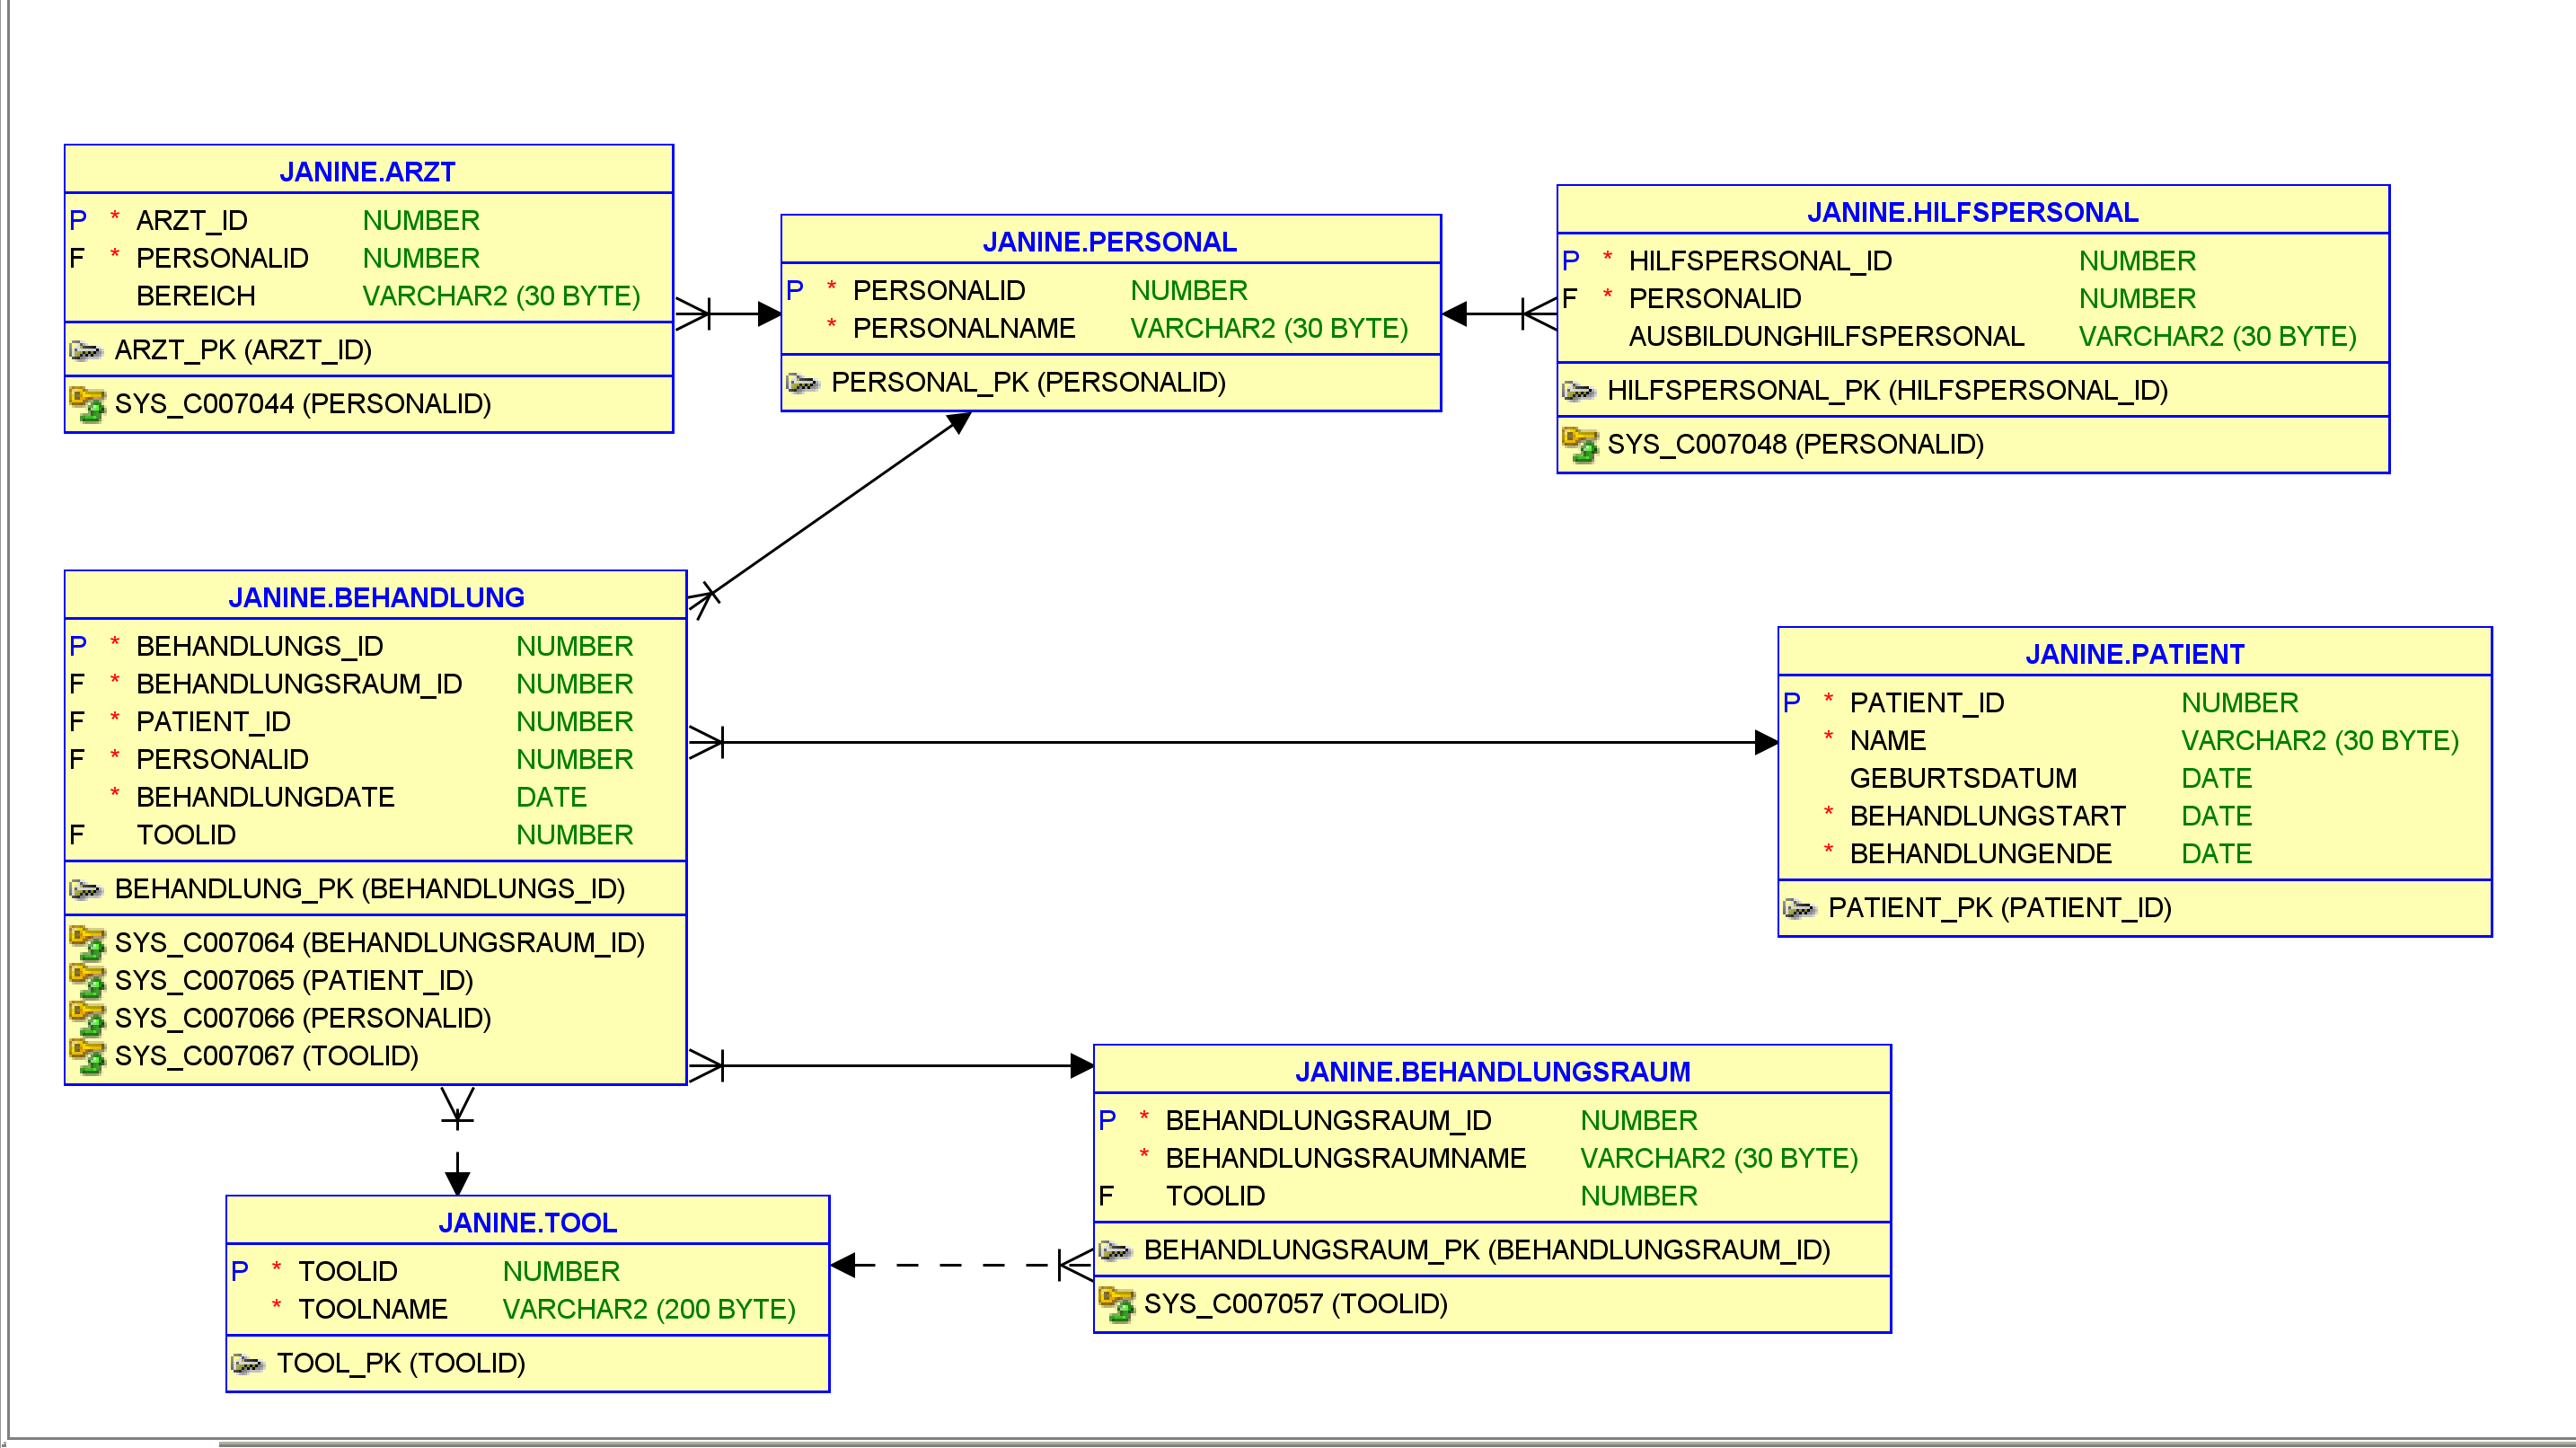 JANINE.ARZT
P * ARZT_ID NUMBER
F * PERSONALID NUMBER
BEREICH VARCHAR2 (30 BYTE)
ARZT_PK (ARZT_ID)
SYS_C007044 (PERSONALID)
JANINE.PERSONAL
P * PERSONALID NUMBER
* PERSONALNAME VARCHAR2 (30 BYTE)
PERSONAL_PK (PERSONALID)
JANINE.HILFSPERSONAL
P * HILFSPERSONAL_ID NUMBER
F * PERSONALID NUMBER
AUSBILDUNGHILFSPERSONAL VARCHAR2 (30 BYTE)
HILFSPERSONAL_PK (HILFSPERSONAL_ID)
SYS_C007048 (PERSONALID)
JANINE.BEHANDLUNG
P * BEHANDLUNGS_ID NUMBER
F * BEHANDLUNGSRAUM_ID NUMBER
F * PATIENT_ID NUMBER
F * PERSONALID NUMBER
* BEHANDLUNGDATE DATE
F TOOLID NUMBER
BEHANDLUNG_PK (BEHANDLUNGS_ID)
SYS_C007064 (BEHANDLUNGSRAUM_ID)
SYS_C007065 (PATIENT_ID)
SYS_C007066 (PERSONALID)
SYS_C007067 (TOOLID)
JANINE.PATIENT
P * PATIENT_ID NUMBER
* NAME VARCHAR2 (30 BYTE)
GEBURTSDATUM DATE
* BEHANDLUNGSTART DATE
* BEHANDLUNGENDE DATE
PATIENT_PK (PATIENT_ID)
JANINE.BEHANDLUNGSRAUM
P * BEHANDLUNGSRAUM_ID NUMBER
* BEHANDLUNGSRAUMNAME VARCHAR2 (30 BYTE)
F TOOLID NUMBER
BEHANDLUNGSRAUM_PK (BEHANDLUNGSRAUM_ID)
SYS_C007057 (TOOLID)
JANINE.TOOL
P * TOOLID NUMBER
* TOOLNAME VARCHAR2 (200 BYTE)
TOOL_PK (TOOLID)